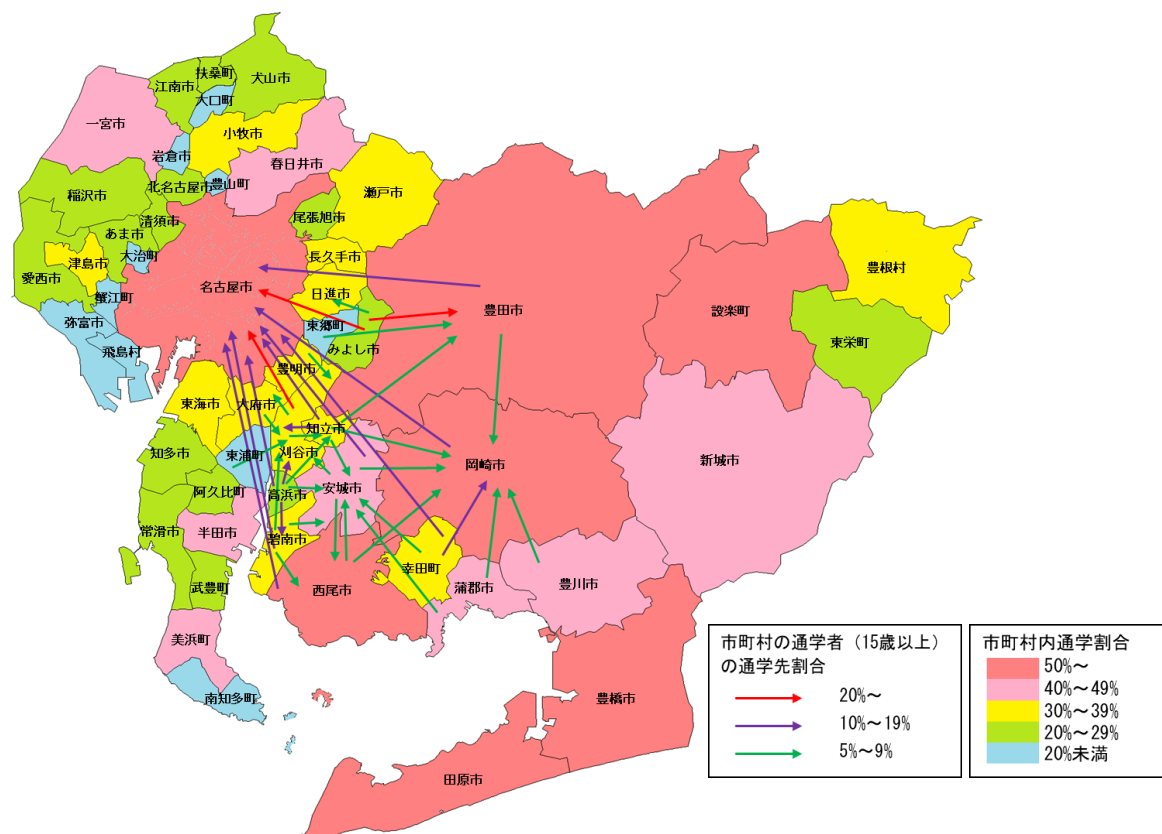 扶桑町
犬山市
江南市
大口町
一宮市
小牧市
岩倉市
春日井市
北名古屋市
豊山町
瀬戸市
稲沢市
尾張旭市
清須市
あま市
大治町
長久手市
津島市
愛西市
名古屋市
日進市
蟹江町
豊田市
設楽町
豊根村
弥富市
東郷町
東栄町
飛島村
みよし市
豊明市
東海市
大府市
知立市
知多市
東浦町
刈谷市
岡崎市
新城市
阿久比町
高浜市
安城市
常滑市
半田市
碧南市
武豊町
西尾市
幸田町
蒲郡市
豊川市
美浜町
南知多町
豊橋市
田原市
市町村の通学者（15歳以上）
の通学先割合
20%～
10%～19%
5%～9%
市町村内通学割合
50%～
40%～49%
30%～39%
20%～29%
20%未満